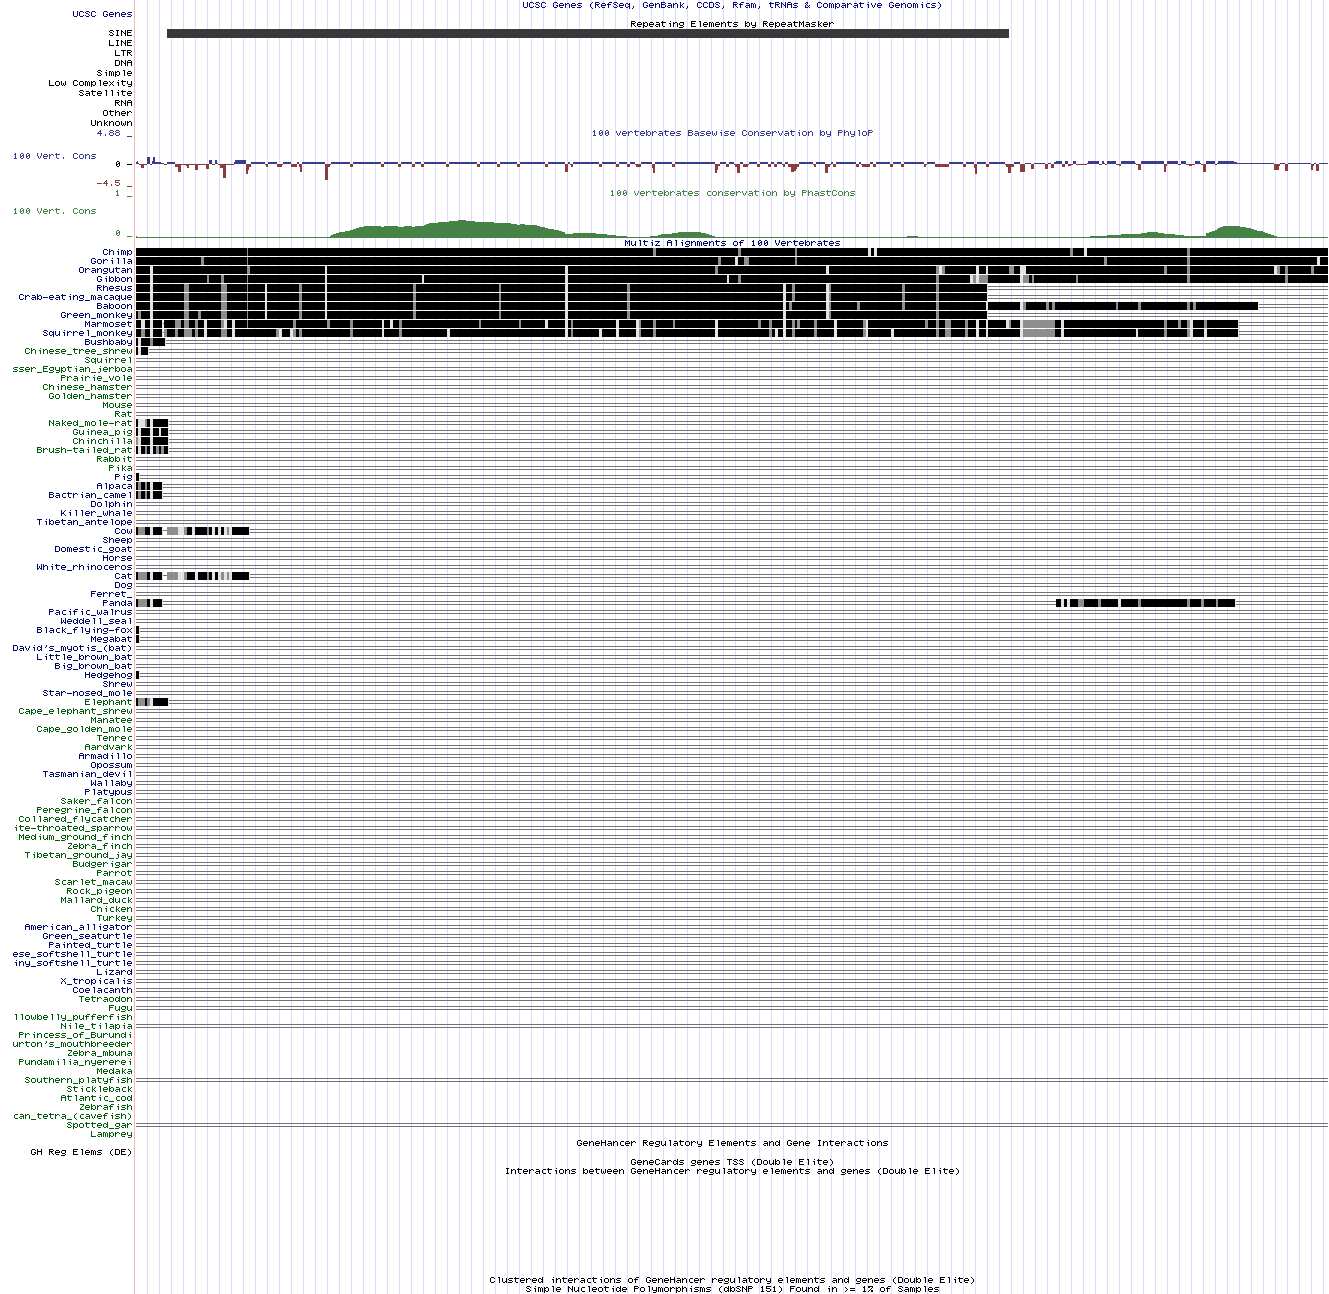 UCSC Genes (RefSeq, GenBank, CCDS, Rfam, tRNAs & Comparative Genomics)
UCSC Genes
Repeating Elements by RepeatMasker
SINE
LINE
LTR
DNA
Simple
Low Complexity
Satellite
RNA
Other
Unknown
4.88 _
100 vertebrates Basewise Conservation by PhyloP
100 Vert. Cons
0 _
-4.5 _
1 _
100 vertebrates conservation by PhastCons
100 Vert. Cons
0 _
Multiz Alignments of 100 Vertebrates
Chimp
Gorilla
Orangutan
Gibbon
Rhesus
Crab-eating_macaque
Baboon
Green_monkey
Marmoset
Squirrel_monkey
Bushbaby
Chinese_tree_shrew
Squirrel
sser_Egyptian_jerboa
Prairie_vole
Chinese_hamster
Golden_hamster
Mouse
Rat
Naked_mole-rat
Guinea_pig
Chinchilla
Brush-tailed_rat
Rabbit
Pika
Pig
Alpaca
Bactrian_camel
Dolphin
Killer_whale
Tibetan_antelope
Cow
Sheep
Domestic_goat
Horse
White_rhinoceros
Cat
Dog
Ferret_
Panda
Pacific_walrus
Weddell_seal
Black_flying-fox
Megabat
David's_myotis_(bat)
Little_brown_bat
Big_brown_bat
Hedgehog
Shrew
Star-nosed_mole
Elephant
Cape_elephant_shrew
Manatee
Cape_golden_mole
Tenrec
Aardvark
Armadillo
Opossum
Tasmanian_devil
Wallaby
Platypus
Saker_falcon
Peregrine_falcon
Collared_flycatcher
ite-throated_sparrow
Medium_ground_finch
Zebra_finch
Tibetan_ground_jay
Budgerigar
Parrot
Scarlet_macaw
Rock_pigeon
Mallard_duck
Chicken
Turkey
American_alligator
Green_seaturtle
Painted_turtle
ese_softshell_turtle
iny_softshell_turtle
Lizard
X_tropicalis
Coelacanth
Tetraodon
Fugu
llowbelly_pufferfish
Nile_tilapia
Princess_of_Burundi
urton's_mouthbreeder
Zebra_mbuna
Pundamilia_nyererei
Medaka
Southern_platyfish
Stickleback
Atlantic_cod
Zebrafish
can_tetra_(cavefish)
Spotted_gar
Lamprey
GeneHancer Regulatory Elements and Gene Interactions
GH Reg Elems (DE)
GeneCards genes TSS (Double Elite)
Interactions between GeneHancer regulatory elements and genes (Double Elite)
Clustered interactions of GeneHancer regulatory elements and genes (Double Elite)
Simple Nucleotide Polymorphisms (dbSNP 151) Found in >= 1% of Samples